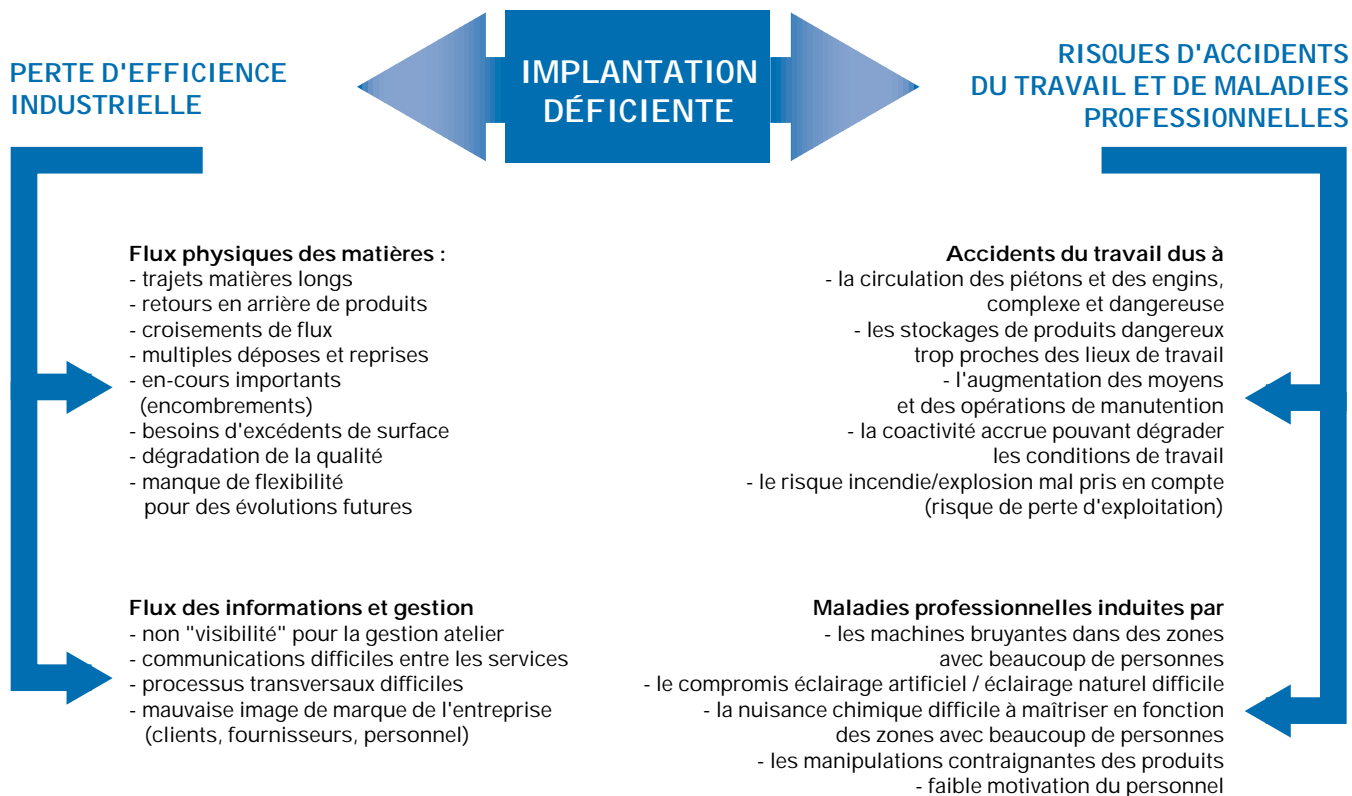 PERTE D'EFFICIENCE
INDUSTRIELLE
IMPLANTATION
DÉFICIENTE
RISQUES D'ACCIDENTS
DU TRAVAIL ET DE MALADIES
PROFESSIONNELLES
Flux physiques des matières :
- trajets matières longs
- retours en arrière de produits
- croisements de flux
- multiples déposes et reprises
- en-cours importants
(encombrements)
- besoins d'excédents de surface
- dégradation de la qualité
- manque de flexibilité
pour des évolutions futures
Flux des informations et gestion
- non "visibilité" pour la gestion atelier
- communications difficiles entre les services
- processus transversaux difficiles
- mauvaise image de marque de l'entreprise
(clients, fournisseurs, personnel)
Accidents du travail dus à
- la circulation des piétons et des engins,
complexe et dangereuse
- les stockages de produits dangereux
trop proches des lieux de travail
- l'augmentation des moyens
et des opérations de manutention
- la coactivité accrue pouvant dégrader
les conditions de travail
- le risque incendie/explosion mal pris en compte
(risque de perte d'exploitation)
Maladies professionnelles induites par
- les machines bruyantes dans des zones
avec beaucoup de personnes
- le compromis éclairage artificiel / éclairage naturel difficile
- la nuisance chimique difficile à maîtriser en fonction
des zones avec beaucoup de personnes
- les manipulations contraignantes des produits
- faible motivation du personnel